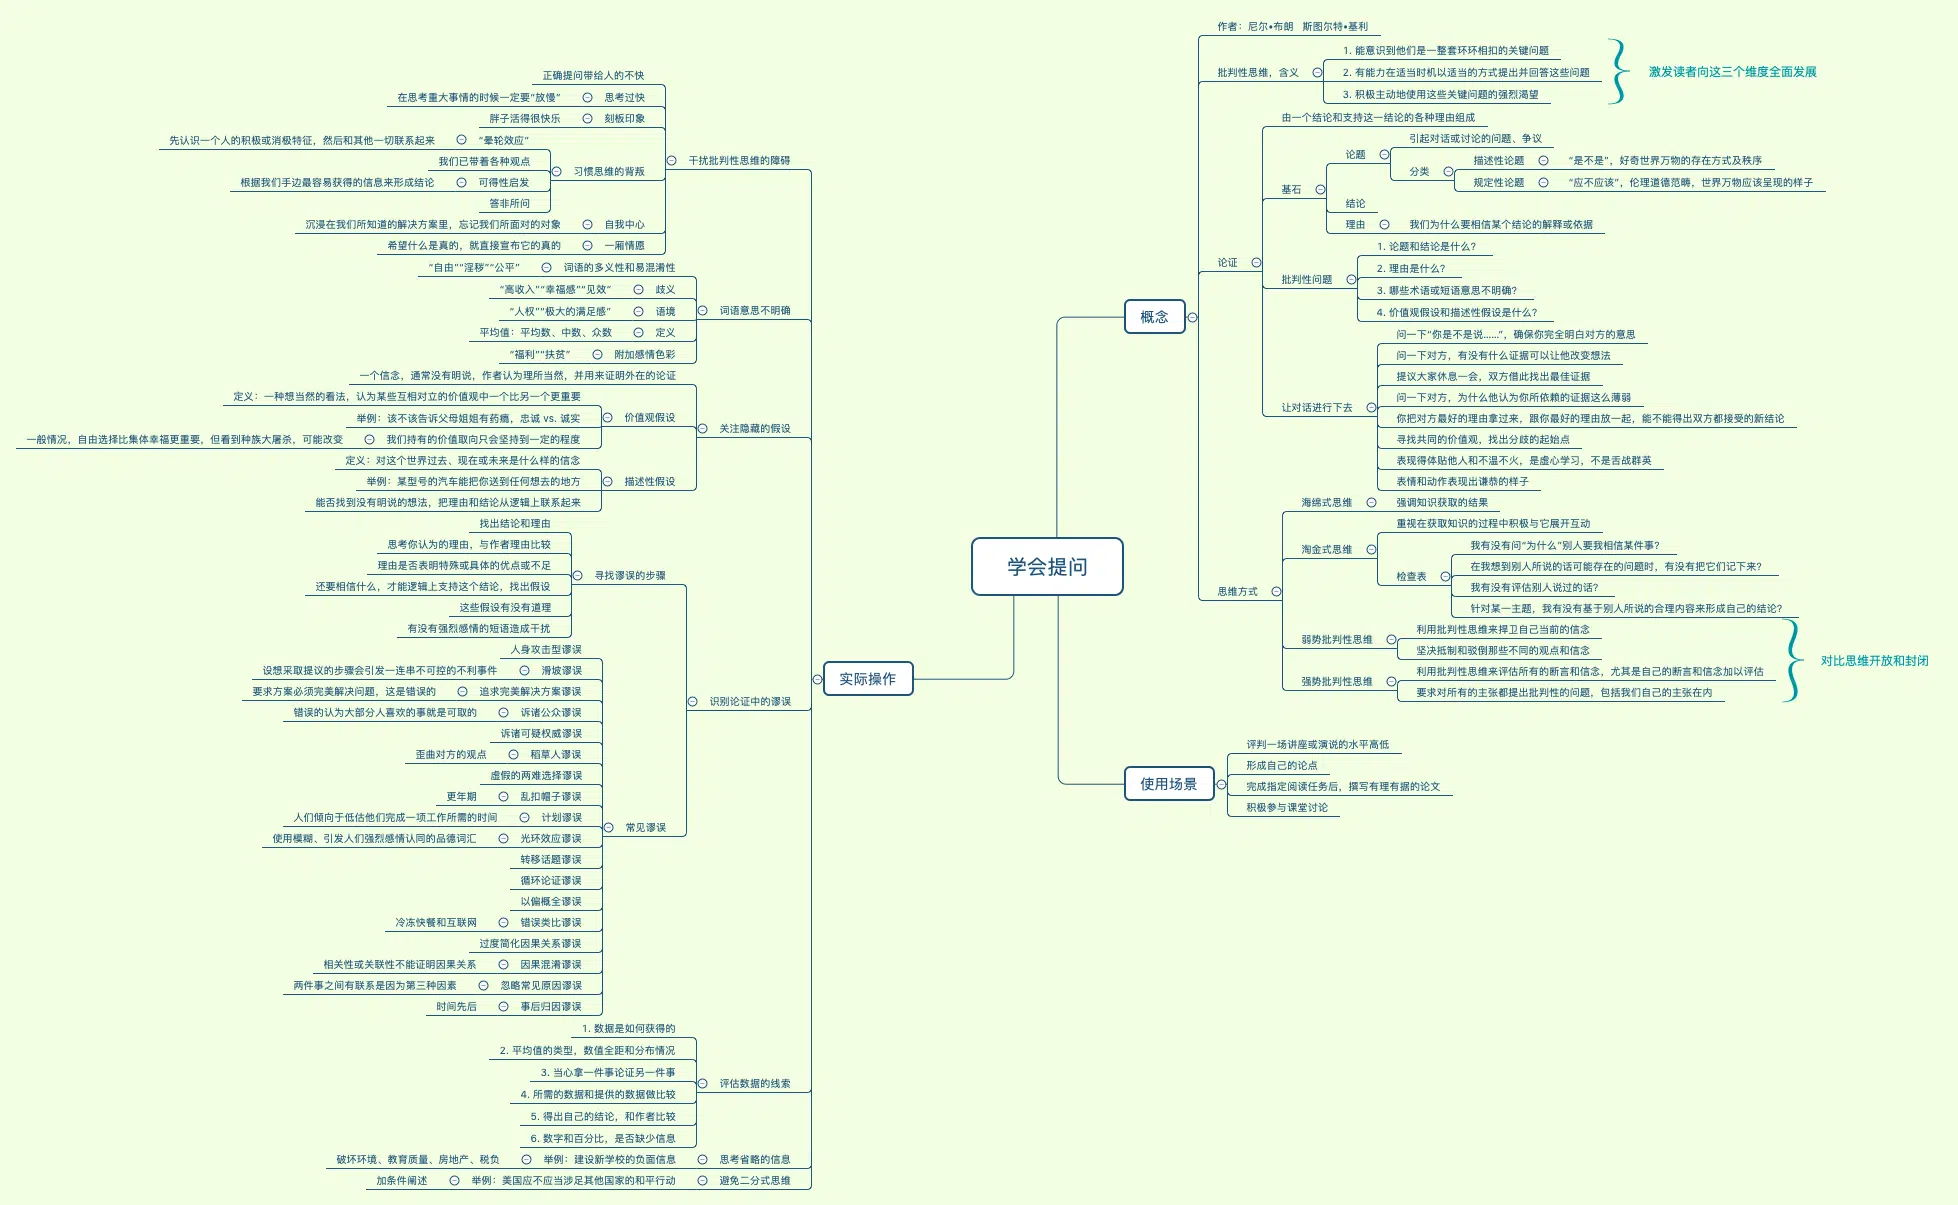 学会提问
概念
作者：尼尔•布朗 斯图尔特•基利
批判性思维，含义
1. 能意识到他们是一整套环环相扣的关键问题
2. 有能力在适当时机以适当的方式提出并回答这些问题
3. 积极主动地使用这些关键问题的强烈渴望
激发读者向这三个维度全面发展
论证
由一个结论和支持这一结论的各种理由组成
基石
论题
引起对话或讨论的问题、争议
分类
描述性论题
“是不是”，好奇世界万物的存在方式及秩序
规定性论题
“应不应该”，伦理道德范畴，世界万物应该呈现的样子
结论
理由
我们为什么要相信某个结论的解释或依据
批判性问题
1. 论题和结论是什么？
2. 理由是什么？
3. 哪些术语或短语意思不明确？
4. 价值观假设和描述性假设是什么？
让对话进行下去
问一下“你是不是说……”，确保你完全明白对方的意思
问一下对方，有没有什么证据可以让他改变想法
提议大家休息一会，双方借此找出最佳证据
问一下对方，为什么他认为你所依赖的证据这么薄弱
你把对方最好的理由拿过来，跟你最好的理由放一起，能不能得出双方都接受的新结论
寻找共同的价值观，找出分歧的起始点
表现得体贴他人和不温不火，是虚心学习，不是舌战群英
表情和动作表现出谦恭的样子
思维方式
海绵式思维
强调知识获取的结果
淘金式思维
重视在获取知识的过程中积极与它展开互动
检查表
我有没有问“为什么”别人要我相信某件事？
在我想到别人所说的话可能存在的问题时，有没有把它们记下来？
我有没有评估别人说过的话？
针对某一主题，我有没有基于别人所说的合理内容来形成自己的结论？
弱势批判性思维
利用批判性思维来捍卫自己当前的信念
坚决抵制和驳倒那些不同的观点和信念
强势批判性思维
利用批判性思维来评估所有的断言和信念，尤其是自己的断言和信念加以评估
要求对所有的主张都提出批判性的问题，包括我们自己的主张在内
对比思维开放和封闭
使用场景
评判一场讲座或演说的水平高低
形成自己的论点
完成指定阅读任务后，撰写有理有据的论文
积极参与课堂讨论
实际操作
干扰批判性思维的障碍
正确提问带给人的不快
思考过快
在思考重大事情的时候一定要“放慢”
刻板印象
胖子活得很快乐
习惯思维的背叛
“晕轮效应”
先认识一个人的积极或消极特征，然后和其他一切联系起来
我们已带着各种观点
可得性启发
根据我们手边最容易获得的信息来形成结论
答非所问
自我中心
沉浸在我们所知道的解决方案里，忘记我们所面对的对象
一厢情愿
希望什么是真的，就直接宣布它的真的
词语意思不明确
词语的多义性和易混淆性
“自由”“淫秽”“公平”
歧义
“高收入”“幸福感”“见效”
语境
“人权”“极大的满足感”
定义
平均值：平均数、中数、众数
附加感情色彩
“福利”“扶贫”
关注隐藏的假设
一个信念，通常没有明说，作者认为理所当然，并用来证明外在的论证
价值观假设
定义：一种想当然的看法，认为某些互相对立的价值观中一个比另一个更重要
举例：该不该告诉父母姐姐有药瘾，忠诚 vs. 诚实
我们持有的价值取向只会坚持到一定的程度
一般情况，自由选择比集体幸福更重要，但看到种族大屠杀，可能改变
描述性假设
定义：对这个世界过去、现在或未来是什么样的信念
举例：某型号的汽车能把你送到任何想去的地方
能否找到没有明说的想法，把理由和结论从逻辑上联系起来
识别论证中的谬误
寻找谬误的步骤
找出结论和理由
思考你认为的理由，与作者理由比较
理由是否表明特殊或具体的优点或不足
还要相信什么，才能逻辑上支持这个结论，找出假设
这些假设有没有道理
有没有强烈感情的短语造成干扰
常见谬误
人身攻击型谬误
滑坡谬误
设想采取提议的步骤会引发一连串不可控的不利事件
追求完美解决方案谬误
要求方案必须完美解决问题，这是错误的
诉诸公众谬误
错误的认为大部分人喜欢的事就是可取的
诉诸可疑权威谬误
稻草人谬误
歪曲对方的观点
虚假的两难选择谬误
乱扣帽子谬误
更年期
计划谬误
人们倾向于低估他们完成一项工作所需的时间
光环效应谬误
使用模糊、引发人们强烈感情认同的品德词汇
转移话题谬误
循环论证谬误
以偏概全谬误
错误类比谬误
冷冻快餐和互联网
过度简化因果关系谬误
因果混淆谬误
相关性或关联性不能证明因果关系
忽略常见原因谬误
两件事之间有联系是因为第三种因素
事后归因谬误
时间先后
评估数据的线索
1. 数据是如何获得的
2. 平均值的类型，数值全距和分布情况
3. 当心拿一件事论证另一件事
4. 所需的数据和提供的数据做比较
5. 得出自己的结论，和作者比较
6. 数字和百分比，是否缺少信息
思考省略的信息
举例：建设新学校的负面信息
破坏环境、教育质量、房地产、税负
避免二分式思维
举例：美国应不应当涉足其他国家的和平行动
加条件阐述